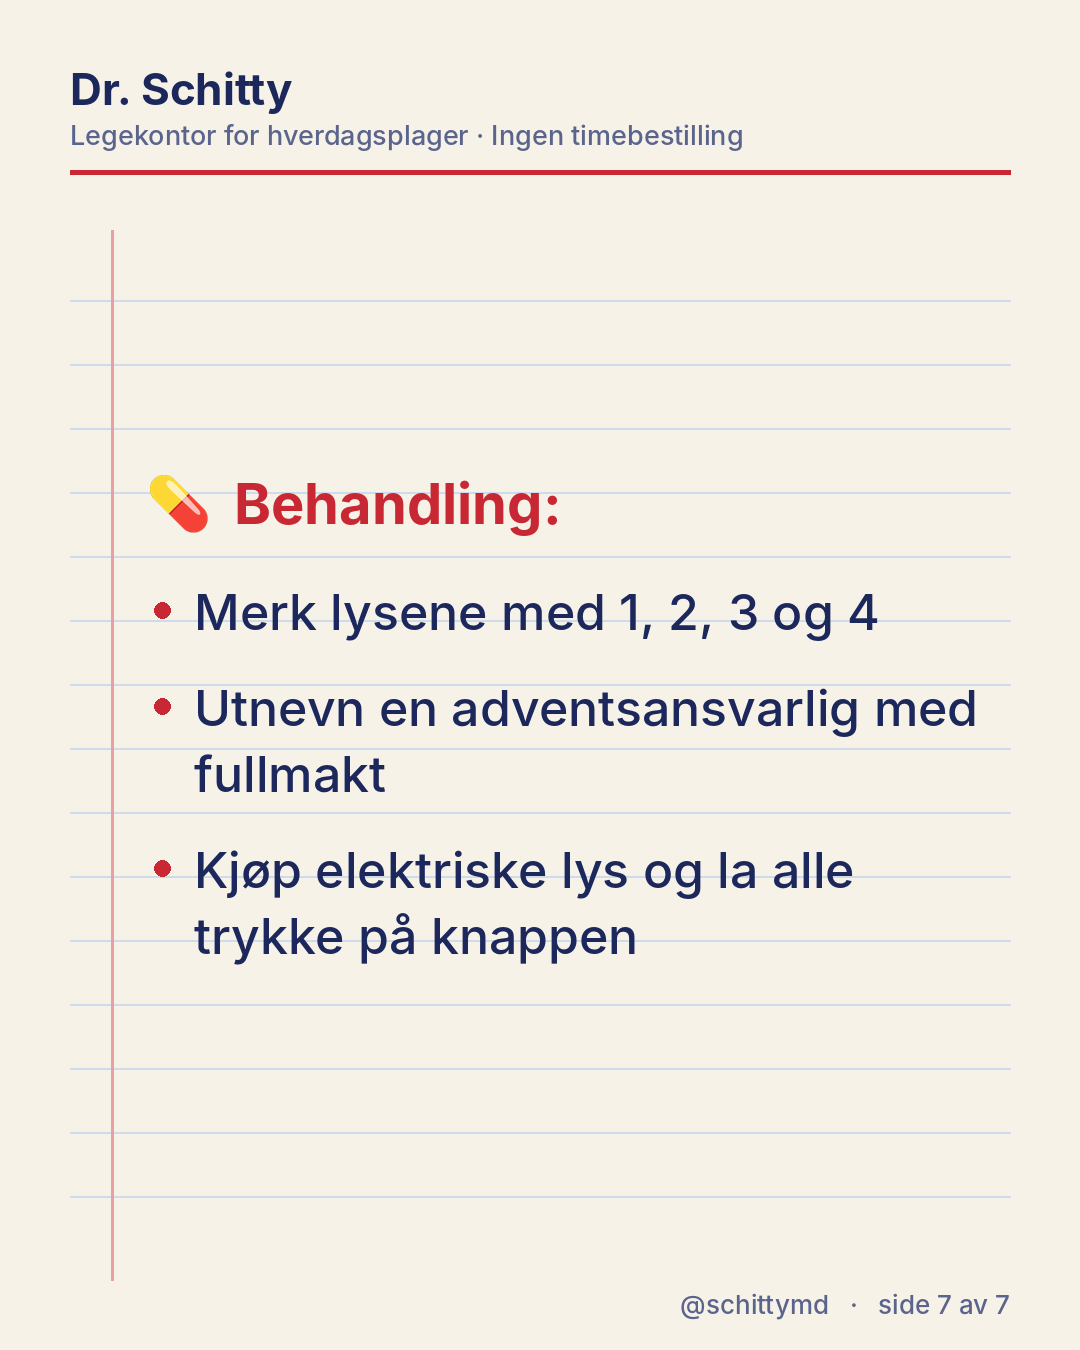 Dr. Schitty
Legekontor for hverdagsplager · Ingen timebestilling
💊 Behandling:
• Merk lysene med 1, 2, 3 og 4
• Utnevn en adventsansvarlig med
fullmakt
• Kjøp elektriske lys og la alle
trykke på knappen
@schittymd · side 7 av 7